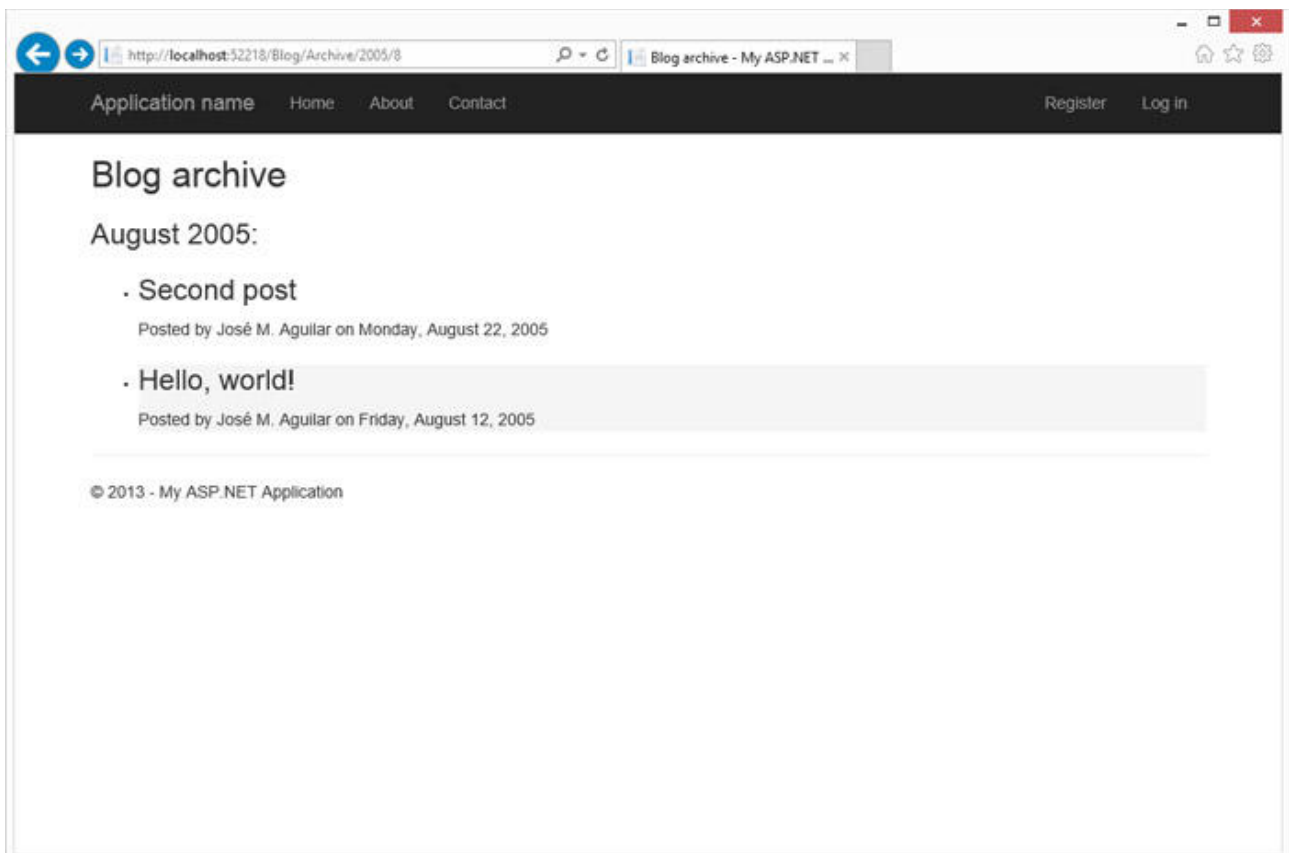 http://localhost:52218/Blog/Archive/2005/8
Blog archive - My ASP.NET ...
Application name Home About Contact Register Log in
Blog archive
August 2005:
Second post
Posted by José M. Aguilar on Monday, August 22, 2005
Hello, world!
Posted by José M. Aguilar on Friday, August 12, 2005
© 2013 - My ASP.NET Application